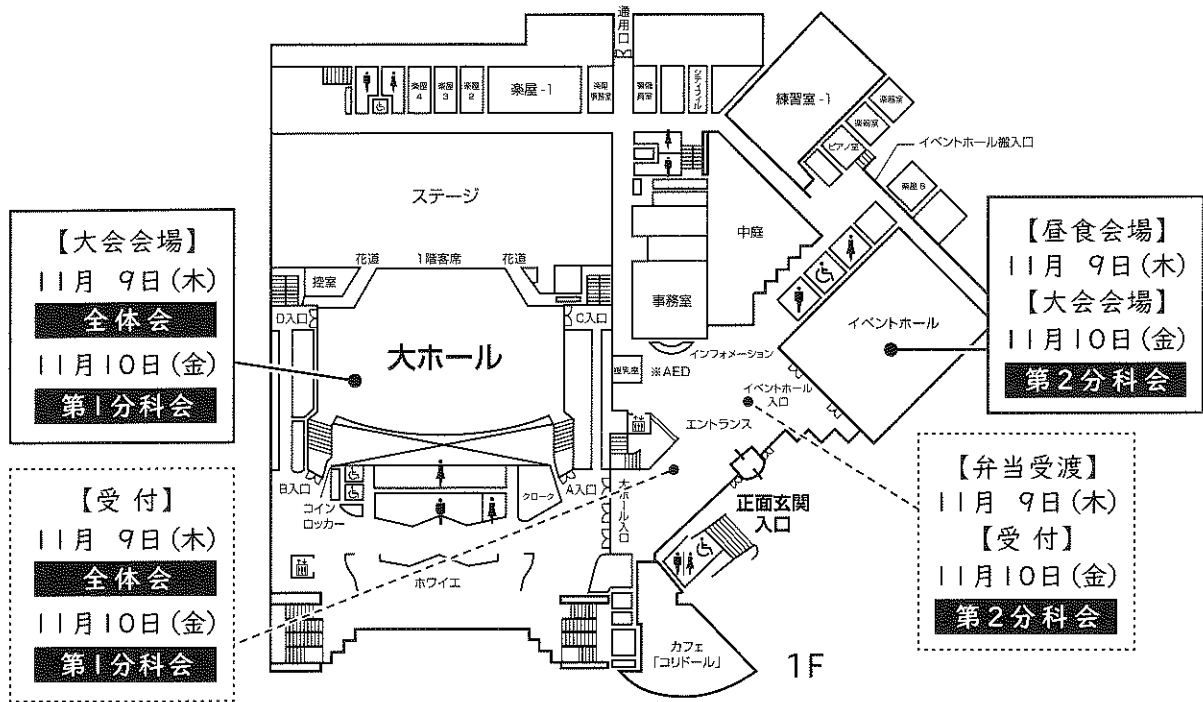 通用口
楽屋4
楽屋3
楽屋2
楽屋-1
楽屋事務室
練習室-1
楽器室
楽器室
ピアノ室
イベントホール搬入口
ステージ
中庭
花道
1階客席
花道
控室
事務室
D入口
C入口
大ホール
インフォメーション
授乳室
※AED
イベントホール
イベントホール入口
エントランス
B入口
コインロッカー
クローク
A入口
大ホール入口
正面玄関
入口
ホワイエ
カフェ
「コリドール」
1F
【大会会場】
11月 9日(木)
全体会
11月10日(金)
第1分科会
【受付】
11月 9日(木)
全体会
11月10日(金)
第1分科会
【昼食会場】
11月 9日(木)
【大会会場】
11月10日(金)
第2分科会
【弁当受渡】
11月 9日(木)
【受付】
11月10日(金)
第2分科会